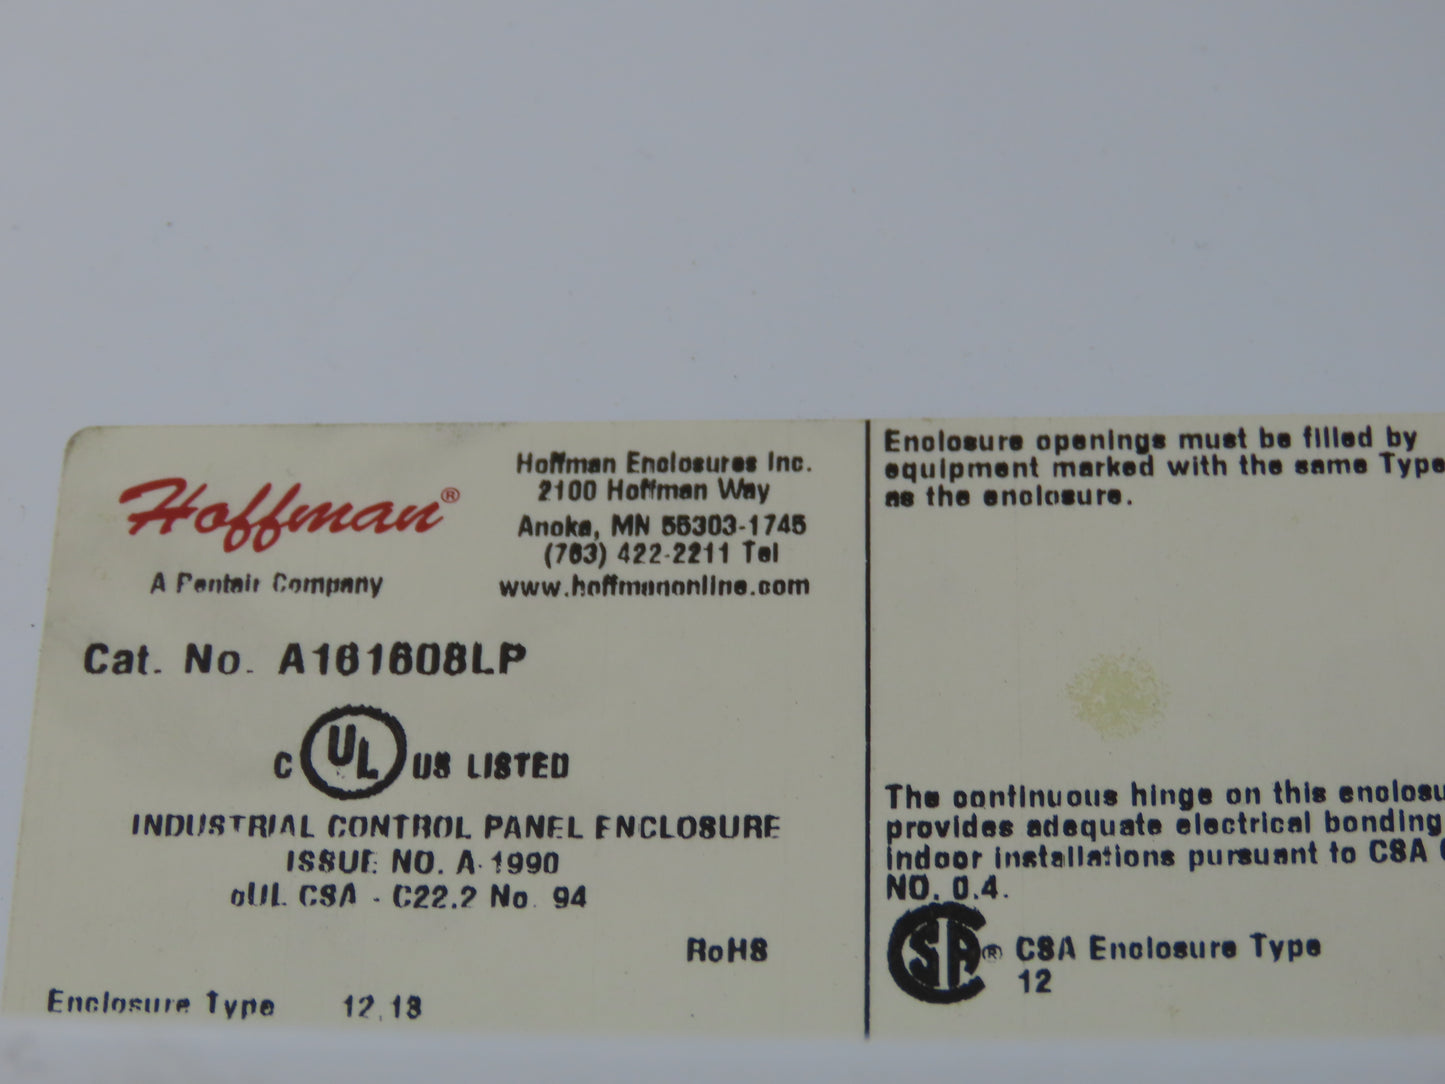 Hoffman®
A Pentair Company
Hoffman Enclosures Inc.
2100 Hoffman Way
Anoka, MN 55303-1745
(763) 422-2211 Tel
www.hoffmanonline.com
Cat. No. A161608LP
C UL US LISTED
INDUSTRIAL CONTROL PANEL ENCLOSURE
ISSUE NO. A-1990
cUL CSA - C22.2 No. 94
RoHS
Enclosure Type 12,13
Enclosure openings must be filled by
equipment marked with the same Type
as the enclosure.
The continuous hinge on this enclosu
provides adequate electrical bonding
indoor installations pursuant to CSA
NO. 0.4.
CSA® CSA Enclosure Type
12